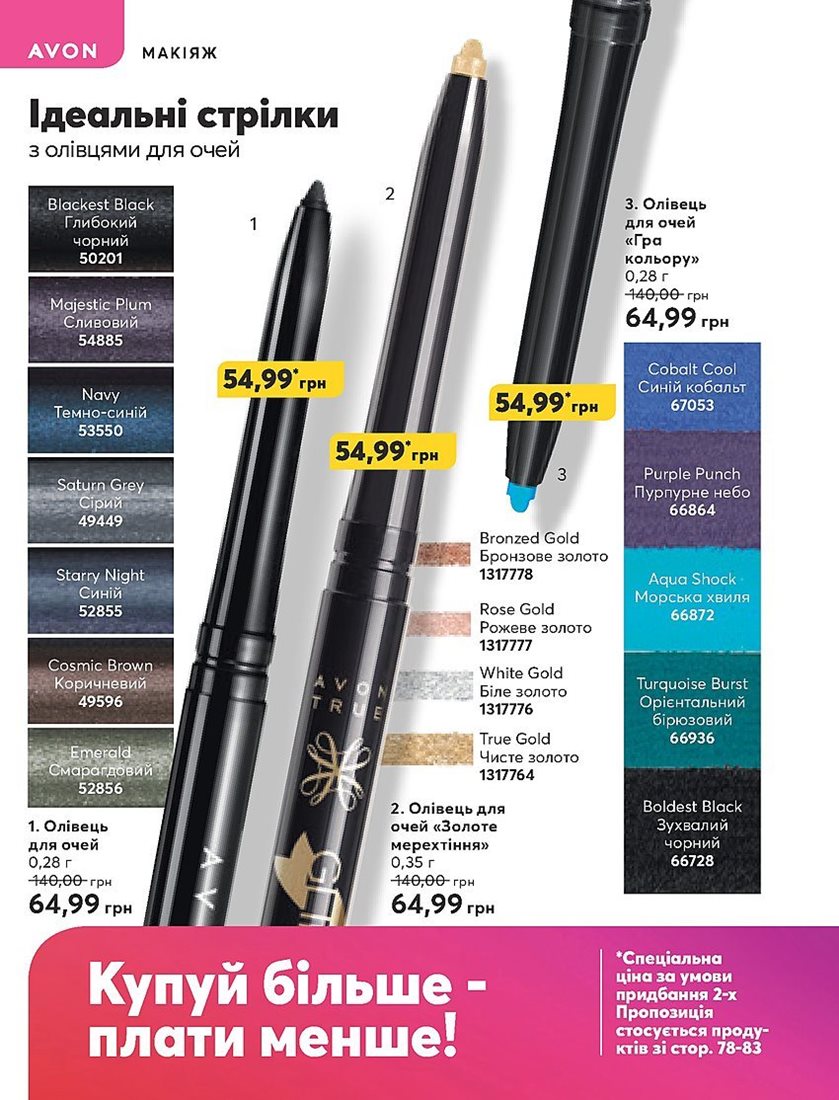 AVON
МАКІЯЖ
Ідеальні стрілки
з олівцями для очей
Blackest Black
Глибокий
чорний
50201
Majestic Plum
Сливовий
54885
Navy
Темно-синій
53550
Saturn Grey
Сірий
49449
Starry Night
Синій
52855
Cosmic Brown
Коричневий
49596
Emerald
Смарагдовий
52856
1. Олівець
для очей
0,28 г
140,00 грн
64,99 грн
1
54,99* грн
2
54,99* грн
AVON
TRUE
Bronzed Gold
Бронзове золото
1317778
Rose Gold
Рожеве золото
1317777
White Gold
Біле золото
1317776
True Gold
Чисте золото
1317764
2. Олівець для
очей «Золоте
мерехтіння»
0,35 г
140,00 грн
64,99 грн
54,99* грн
3
3. Олівець
для очей
«Гра
кольору»
0,28 г
140,00 грн
64,99 грн
Cobalt Cool
Синій кобальт
67053
Purple Punch
Пурпурне небо
66864
Aqua Shock
Морська хвиля
66872
Turquoise Burst
Орієнтальний
бірюзовий
66936
Boldest Black
Зухвалий
чорний
66728
Купуй більше -
плати менше!
*Спеціальна
ціна за умови
придбання 2-х
Пропозиція
стосується проду-
ктів зі стор. 78-83